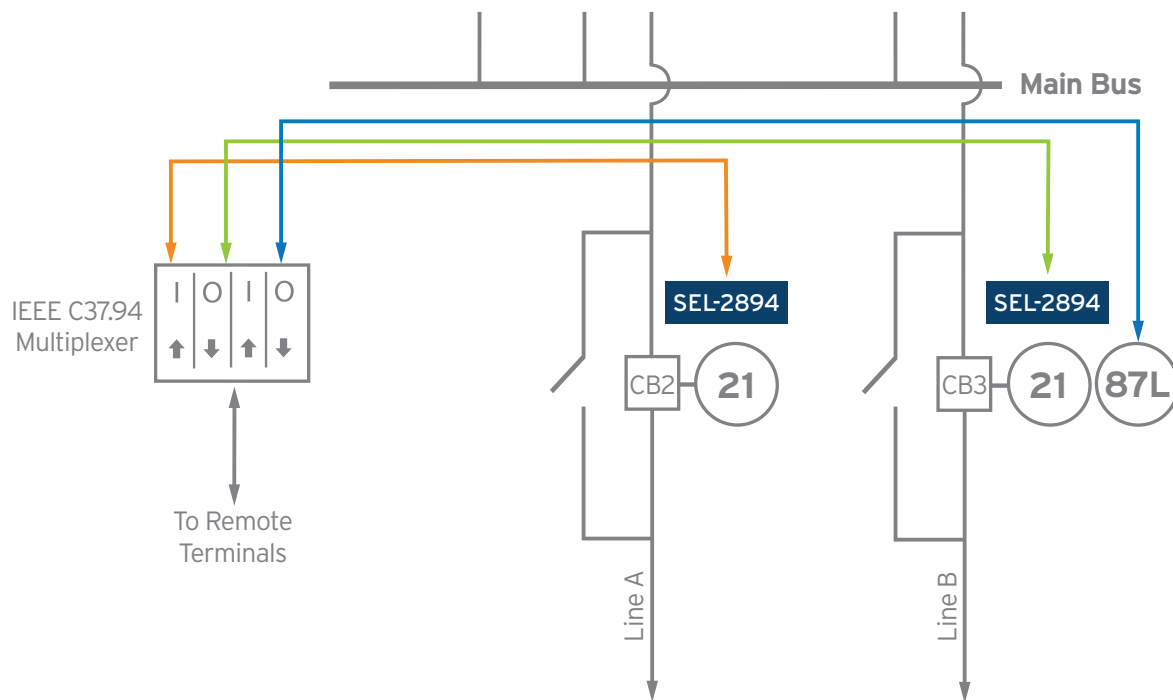 Main Bus
I O I O
IEEE C37.94
Multiplexer
SEL-2894
SEL-2894
CB2
21
CB3
21
87L
To Remote
Terminals
Line A
Line B